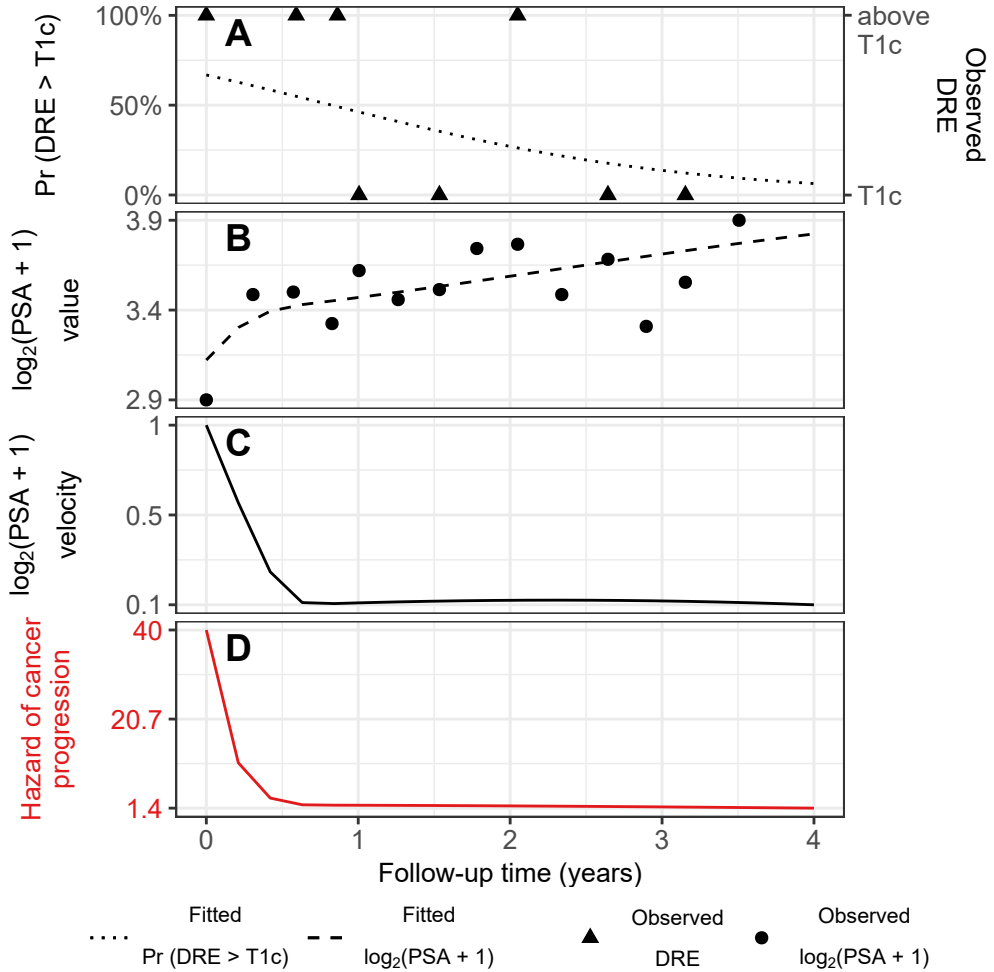 Pr (DRE > T1c)
100%
50%
0%
A
above
T1c
T1c
Observed
DRE
log₂(PSA + 1)
value
3.9
3.4
2.9
B
log₂(PSA + 1)
velocity
1
0.5
0.1
C
Hazard of cancer
progression
40
20.7
1.4
D
0 1 2 3 4
Follow-up time (years)
Fitted
Pr (DRE > T1c)
Fitted
log₂(PSA + 1)
Observed
DRE
Observed
log₂(PSA + 1)